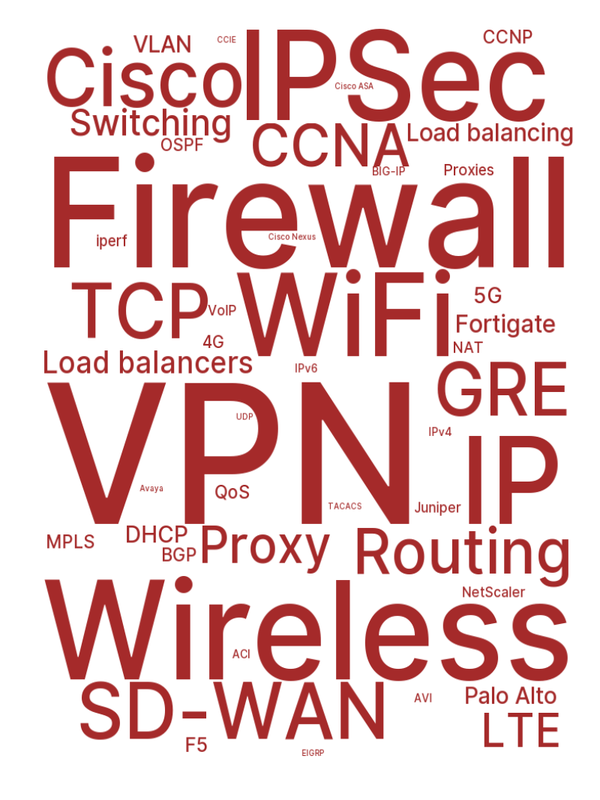 VLAN
CCIE
IPSec
CCNP
Cisco
Cisco ASA
Switching
OSPF
CCNA
Load balancing
BIG-IP
Proxies
Firewall
iperf
Cisco Nexus
TCP
VoIP
WiFi
5G
Fortigate
4G
NAT
Load balancers
IPv6
GRE
VPN
UDP
IPv4
IP
Avaya
QoS
TACACS
Juniper
MPLS
DHCP
BGP
Proxy
Routing
NetScaler
Wireless
ACI
SD-WAN
AVI
Palo Alto
LTE
F5
EIGRP